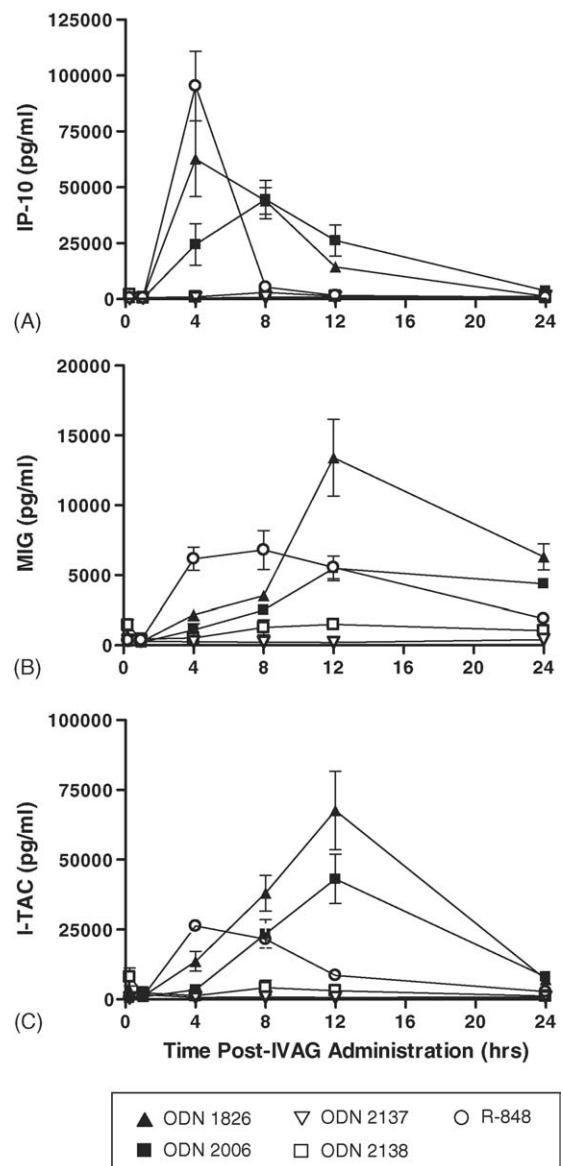 125000
100000
75000
50000
25000
0
IP-10 (pg/ml)
0 4 8 12 16 20 24
(A)
20000
15000
10000
5000
0
MIG (pg/ml)
0 4 8 12 16 20 24
(B)
100000
75000
50000
25000
0
I-TAC (pg/ml)
0 4 8 12 16 20 24
(C)
Time Post-IVAG Administration (hrs)
ODN 1826 ODN 2137 R-848
ODN 2006 ODN 2138